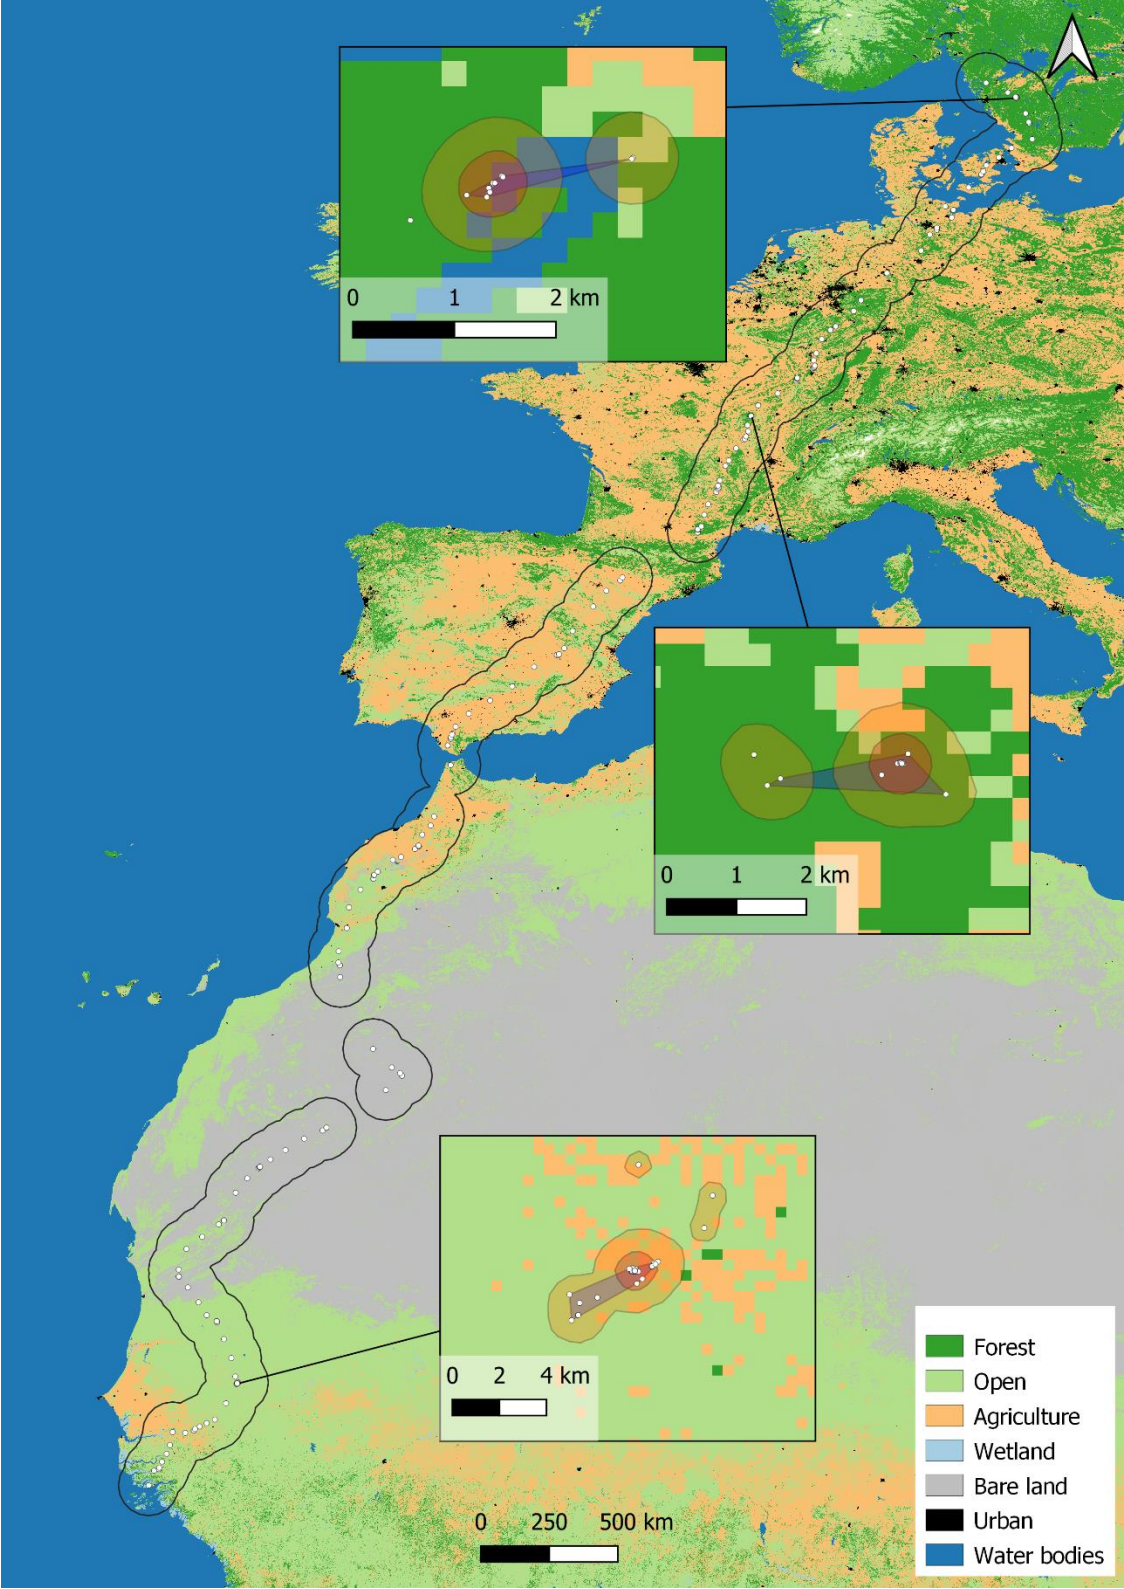 0 1 2 km
0 1 2 km
0 2 4 km
0 250 500 km
Forest
Open
Agriculture
Wetland
Bare land
Urban
Water bodies